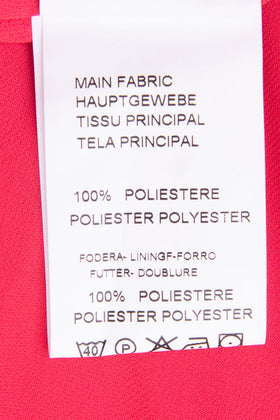 MAIN FABRIC
HAUPTGEWEBE
TISSU PRINCIPAL
TELA PRINCIPAL
100% POLIESTERE
POLIESTER POLYESTER
FODERA- LININGF-FORRO
FUTTER- DOUBLURE
100% POLIESTERE
POLIESTER POLYESTER
40 P